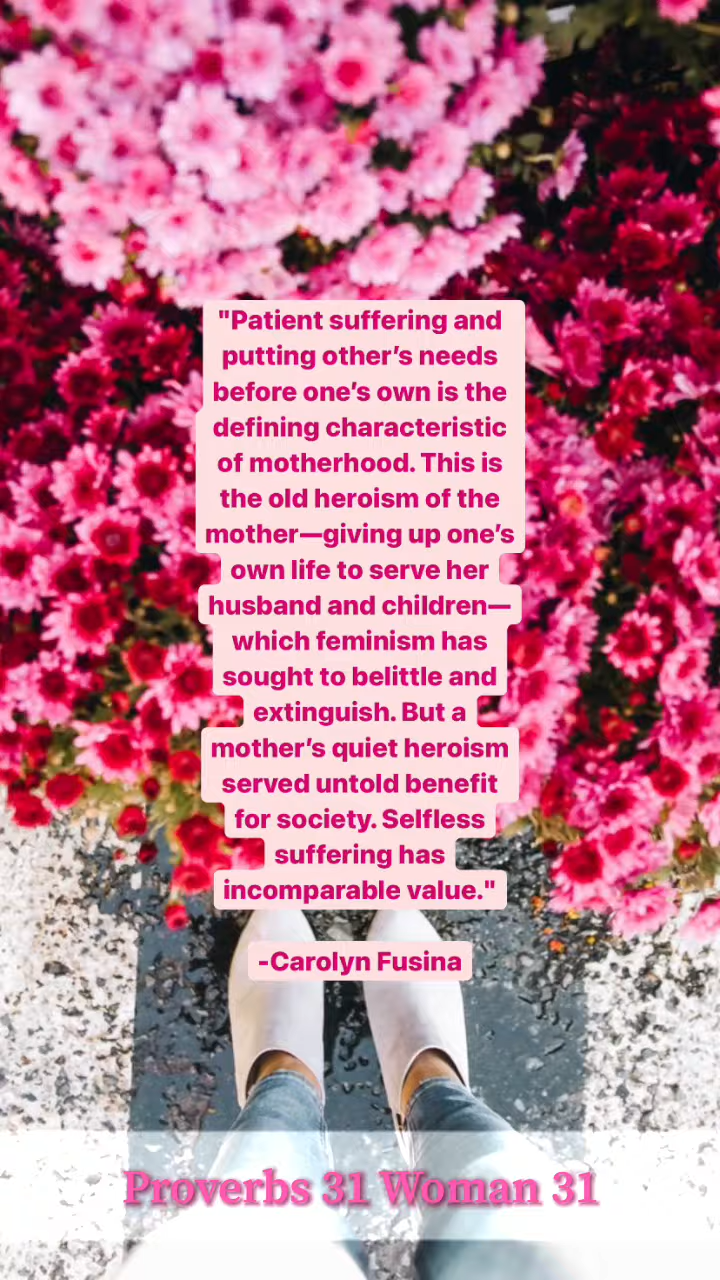 "Patient suffering and
putting other’s needs
before one’s own is the
defining characteristic
of motherhood. This is
the old heroism of the
mother—giving up one’s
own life to serve her
husband and children—
which feminism has
sought to belittle and
extinguish. But a
mother’s quiet heroism
served untold benefit
for society. Selfless
suffering has
incomparable value."
-Carolyn Fusina
Proverbs 31 Woman 31